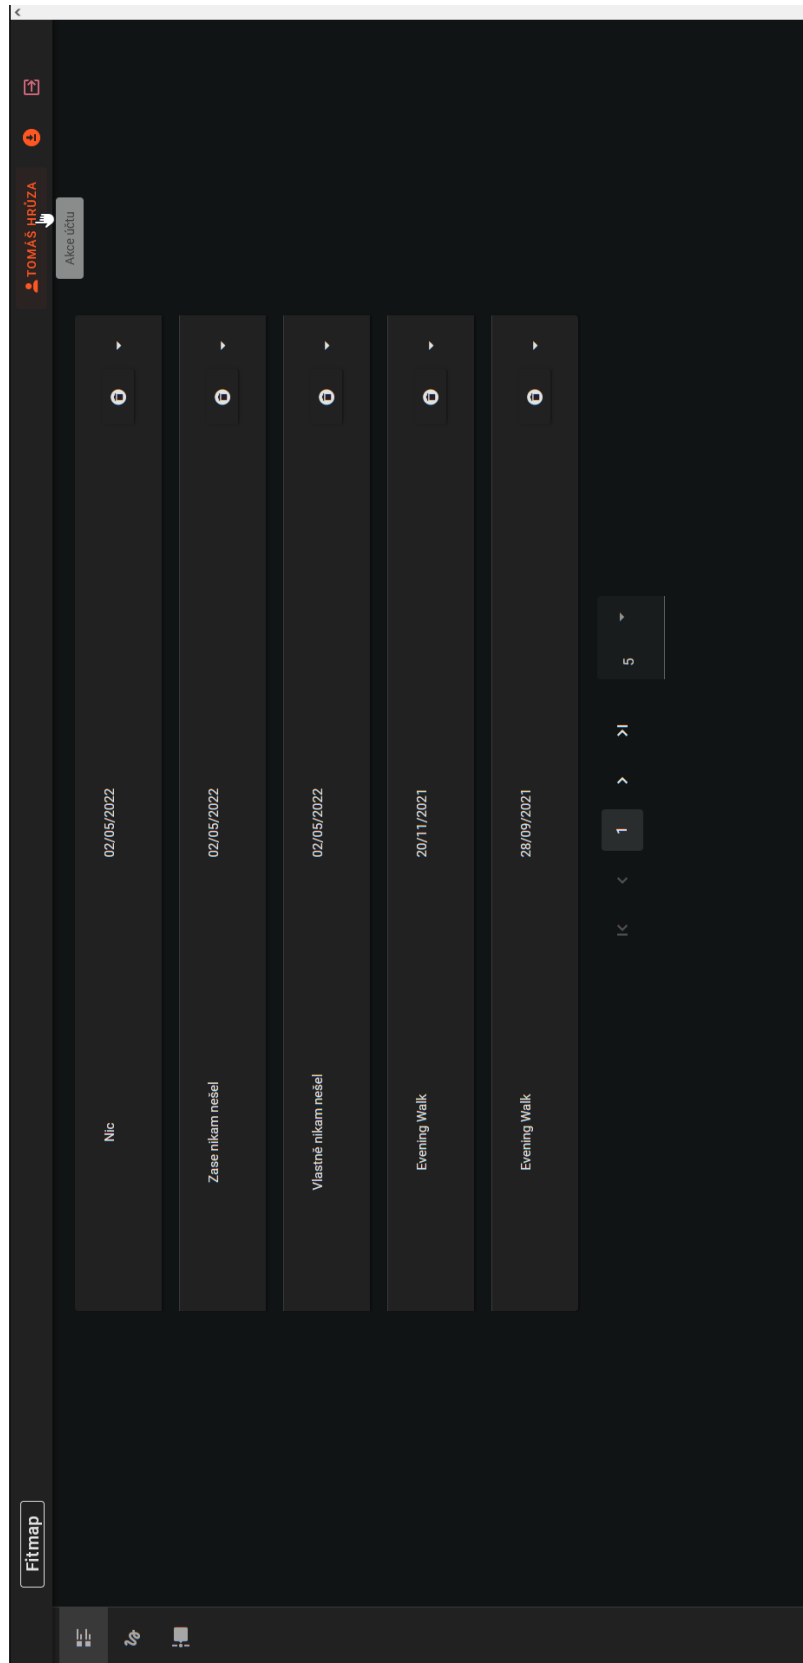 Fitmap
TOMÁŠ HRŮZA
Akce účtu
Nic 02/05/2022
Zase nikam nešel 02/05/2022
Vlastně nikam nešel 02/05/2022
Evening Walk 20/11/2021
Evening Walk 28/09/2021
1 5